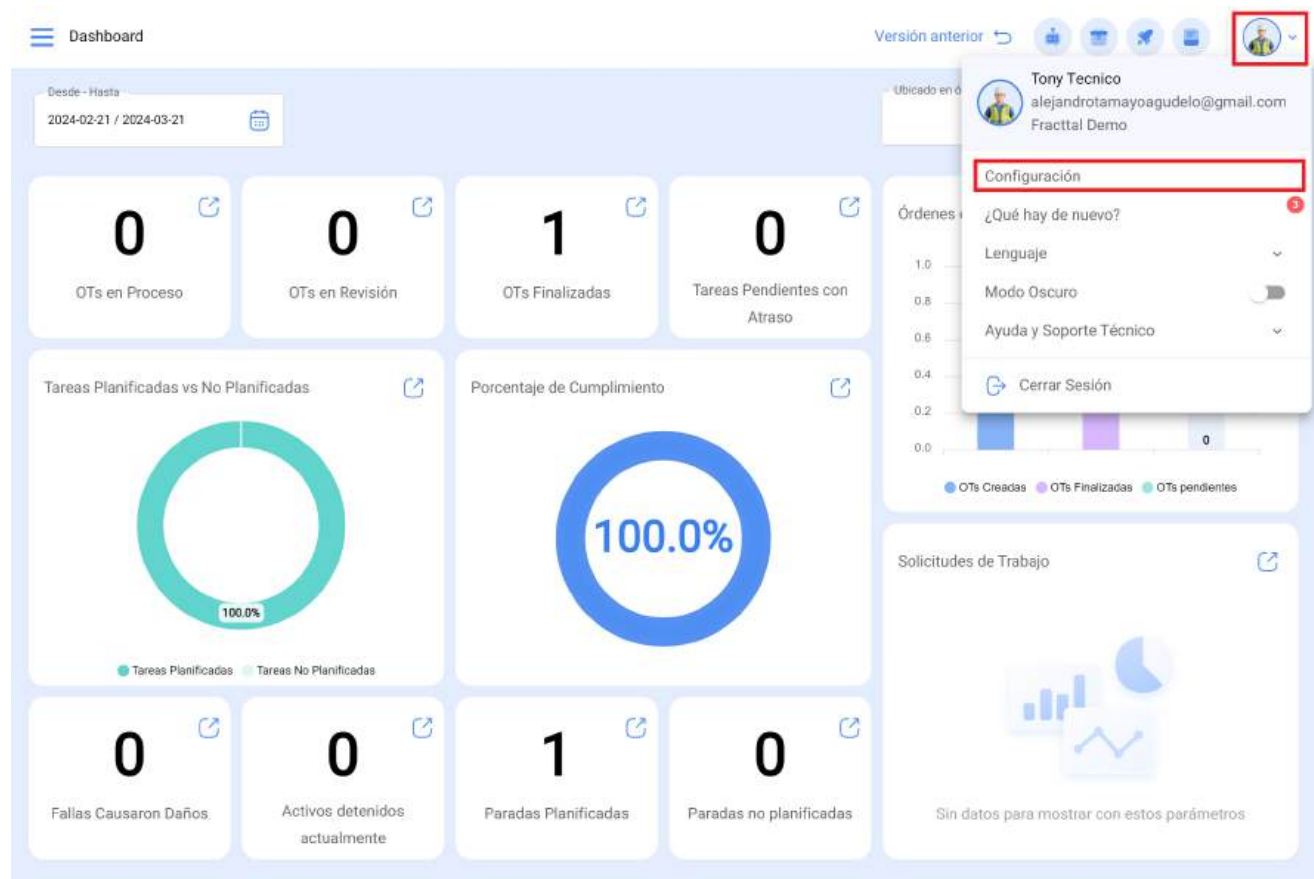 Dashboard
Versión anterior
Desde - Hasta
2024-02-21 / 2024-03-21
Ubicado en
Tony Tecnico
alejandrotamayoagudelo@gmail.com
Fracttal Demo
Configuración
¿Qué hay de nuevo?
3
Lenguaje
Modo Oscuro
Ayuda y Soporte Técnico
Cerrar Sesión
0
OTs en Proceso
0
OTs en Revisión
1
OTs Finalizadas
0
Tareas Pendientes con
Atraso
Órdenes
1.0
0.8
0.6
0.4
0.2
0.0
0
OTs Creadas
OTs Finalizadas
OTs pendientes
Tareas Planificadas vs No Planificadas
100.0%
Tareas Planificadas
Tareas No Planificadas
Porcentaje de Cumplimiento
100.0%
Solicitudes de Trabajo
Sin datos para mostrar con estos parámetros
0
Fallas Causaron Daños
0
Activos detenidos
actualmente
1
Paradas Planificadas
0
Paradas no planificadas